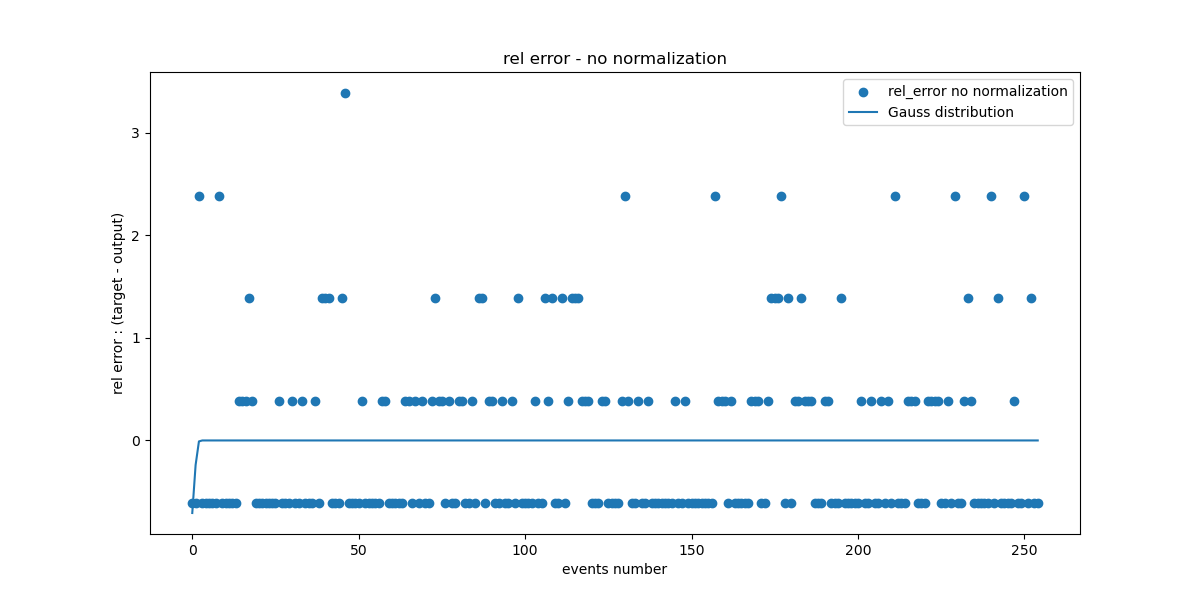 rel error - no normalization
rel_error no normalization
Gauss distribution
rel error : (target - output)
3
2
1
0
0
50
100
150
200
250
events number